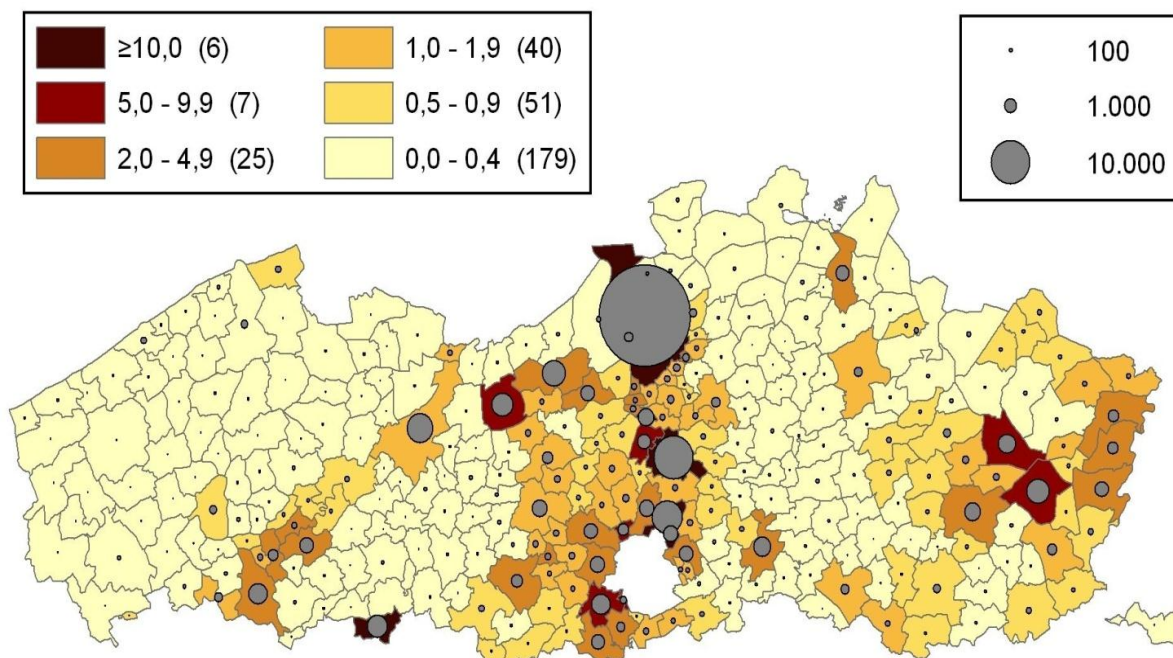 ≥10,0 (6)
5,0 - 9,9 (7)
2,0 - 4,9 (25)
1,0 - 1,9 (40)
0,5 - 0,9 (51)
0,0 - 0,4 (179)
100
1.000
10.000